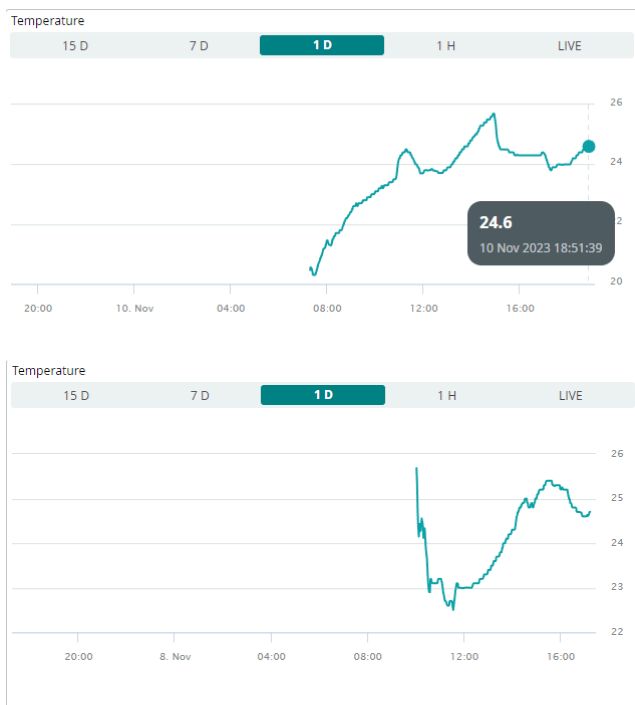 Temperature
15 D 7 D 1 D 1 H LIVE
26
24
24.6
10 Nov 2023 18:51:39
2
20
20:00 10. Nov 04:00 08:00 12:00 16:00
Temperature
15 D 7 D 1 D 1 H LIVE
26
25
24
23
22
20:00 8. Nov 04:00 08:00 12:00 16:00